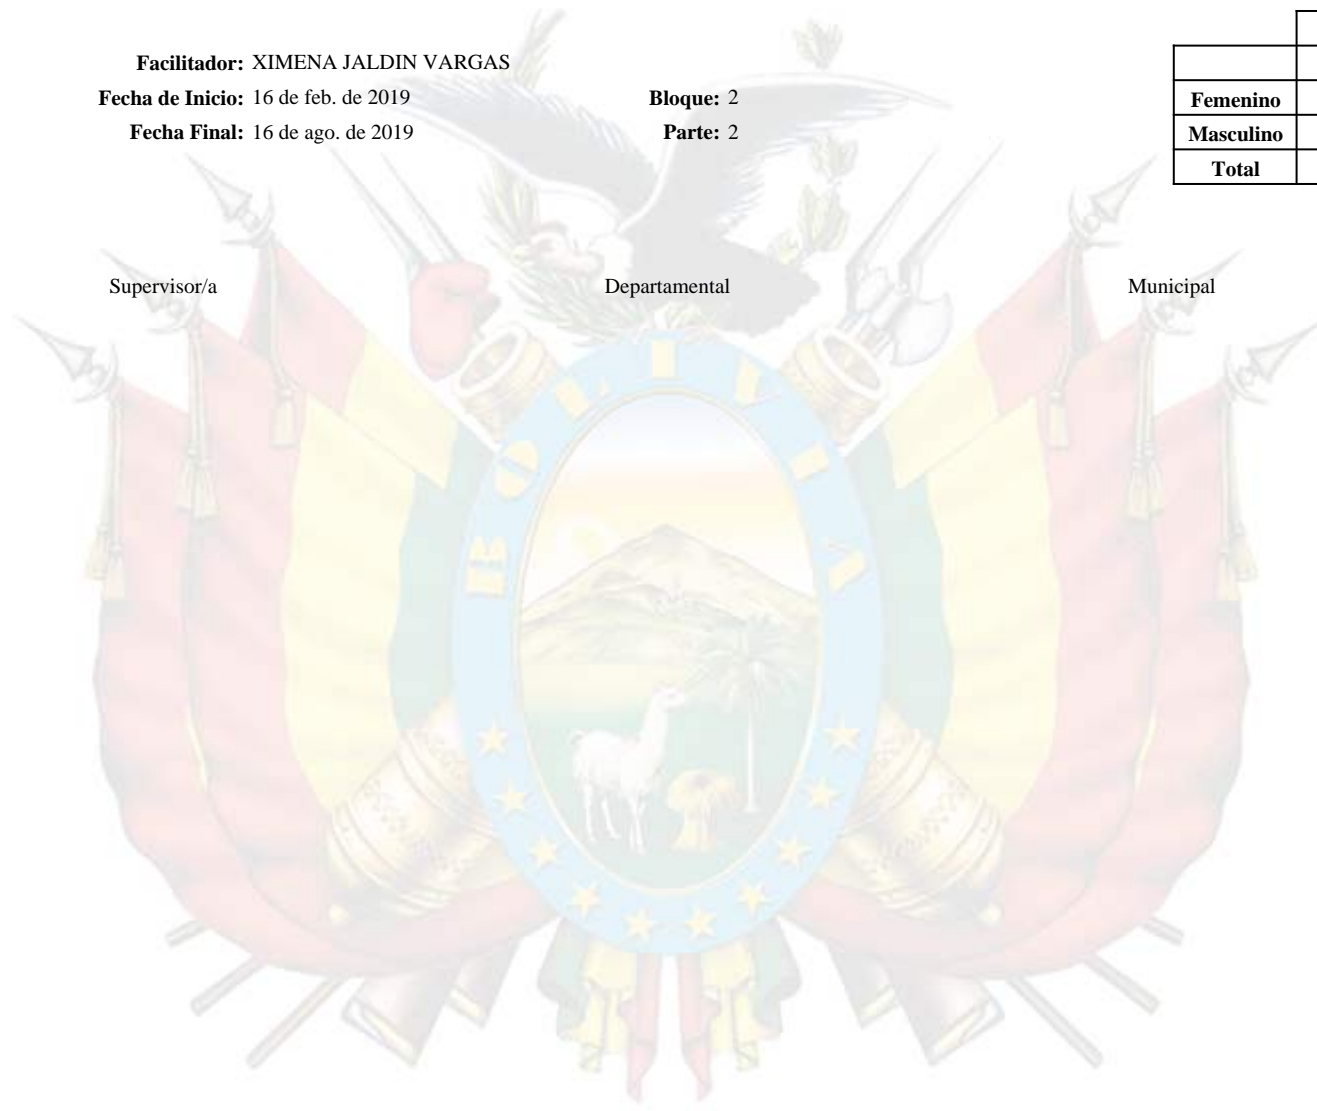 Facilitador: XIMENA JALDIN VARGAS
Fecha de Inicio: 16 de feb. de 2019 Bloque: 2
Femenino
Fecha Final: 16 de ago. de 2019 Parte: 2
Masculino
Total
Supervisor/a Departamental Municipal
BOLIVIA